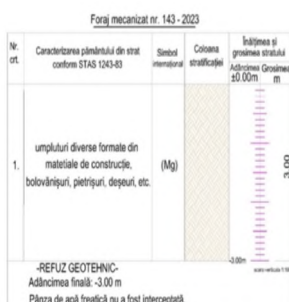 Foraj mecanizat nr. 143 - 2023
Nr. crt.
Caracterizarea pământului din strat
conform STAS 1243-83
Simbol
internațional
Coloana
stratificației
Înălțimea și
grosimea stratului
Adâncimea Grosimea
±0.00m m
1.
umpluturi diverse formate din
matetiale de construcție,
bolovănișuri, pietrișuri, deșeuri, etc.
(Mg)
3.00
-3.00m
-REFUZ GEOTEHNIC-
Adâncimea finală: -3.00 m
Pânza de apă freatică nu a fost interceptată